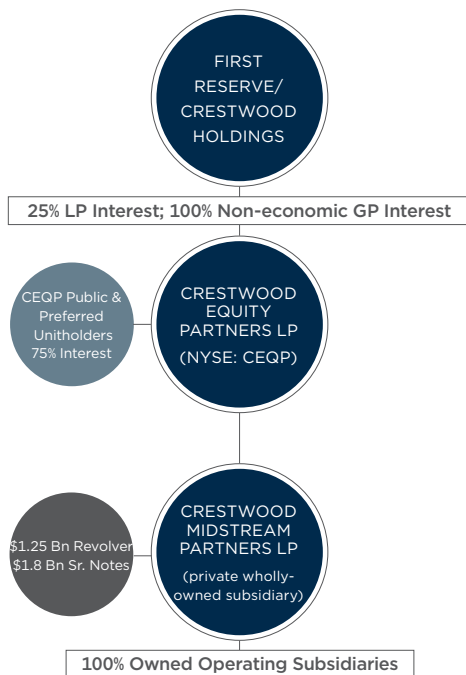 FIRST
RESERVE/
CRESTWOOD
HOLDINGS
25% LP Interest; 100% Non-economic GP Interest
CEQP Public &
Preferred
Unitholders
75% Interest
CRESTWOOD
EQUITY
PARTNERS LP
(NYSE: CEQP)
$1.25 Bn Revolver
$1.8 Bn Sr. Notes
CRESTWOOD
MIDSTREAM
PARTNERS LP
(private wholly-
owned subsidiary)
100% Owned Operating Subsidiaries